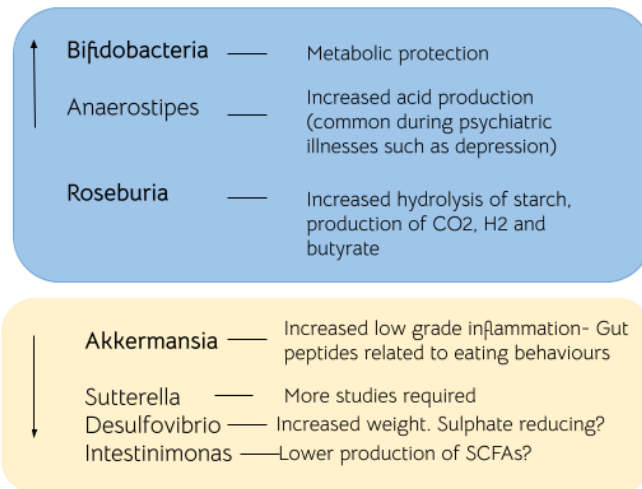 Bifidobacteria
Metabolic protection
Anaerostipes
Increased acid production
(common during psychiatric
illnesses such as depression)
Roseburia
Increased hydrolysis of starch,
production of CO2, H2 and
butyrate
Akkermansia
Increased low grade inflammation- Gut
peptides related to eating behaviours
Sutterella
More studies required
Desulfovibrio
Increased weight. Sulphate reducing?
Intestinimonas
Lower production of SCFAs?